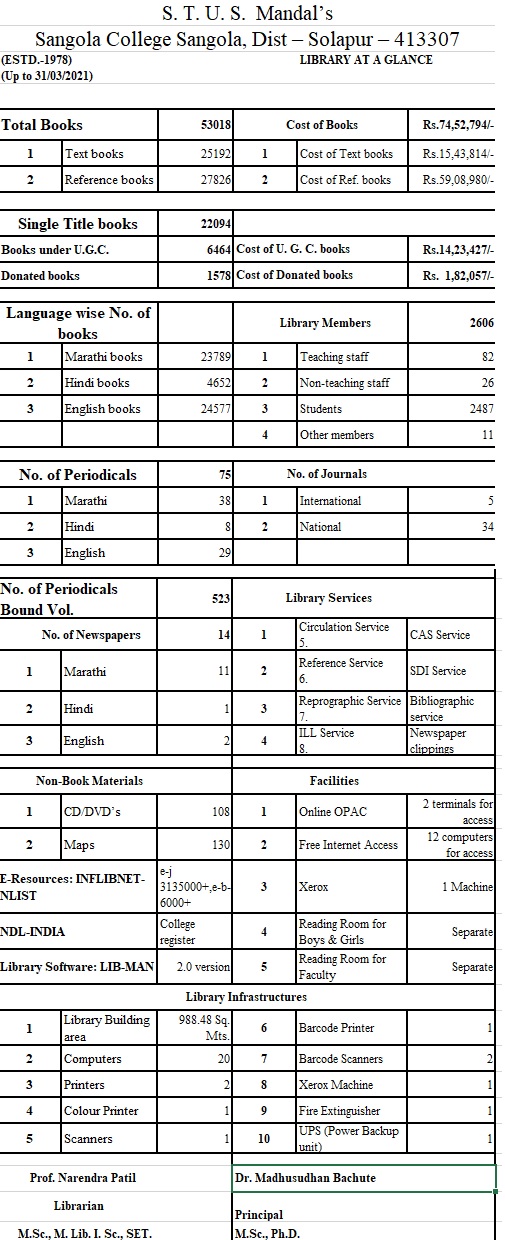 S. T. U. S. Mandal’s
Sangola College Sangola, Dist – Solapur – 413307
(ESTD.-1978) LIBRARY AT A GLANCE
(Up to 31/03/2021)
Total Books 53018 Cost of Books Rs.74,52,794/-
1 Text books 25192 1 Cost of Text books Rs.15,43,814/-
2 Reference books 27826 2 Cost of Ref. books Rs.59,08,980/-
Single Title books 22094
Books under U.G.C. 6464 Cost of U. G. C. books Rs.14,23,427/-
Donated books 1578 Cost of Donated books Rs. 1,82,057/-
Language wise No. of
books Library Members 2606
1 Marathi books 23789 1 Teaching staff 82
2 Hindi books 4652 2 Non-teaching staff 26
3 English books 24577 3 Students 2487
4 Other members 11
No. of Periodicals 75 No. of Journals
1 Marathi 38 1 International 5
2 Hindi 8 2 National 34
3 English 29
No. of Periodicals
Bound Vol. 523 Library Services
No. of Newspapers 14 1 Circulation Service
5. CAS Service
1 Marathi 11 2 Reference Service
6. SDI Service
2 Hindi 1 3 Reprographic Service
7. Bibliographic
service
3 English 2 4 ILL Service
8. Newspaper
clippings
Non-Book Materials Facilities
1 CD/DVD’s 108 1 Online OPAC 2 terminals for
access
2 Maps 130 2 Free Internet Access 12 computers
for access
E-Resources: INFLIBNET-
NLIST e-j
3135000+,e-b-
6000+ 3 Xerox 1 Machine
NDL-INDIA College
register 4 Reading Room for
Boys & Girls Separate
Library Software: LIB-MAN 2.0 version 5 Reading Room for
Faculty Separate
Library Infrastructures
1 Library Building
area 988.48 Sq.
Mts. 6 Barcode Printer 1
2 Computers 20 7 Barcode Scanners 2
3 Printers 2 8 Xerox Machine 1
4 Colour Printer 1 9 Fire Extinguisher 1
5 Scanners 1 10 UPS (Power Backup
unit) 1
Prof. Narendra Patil Dr. Madhusudhan Bachute
Librarian Principal
M.Sc., M. Lib. I. Sc., SET. M.Sc., Ph.D.